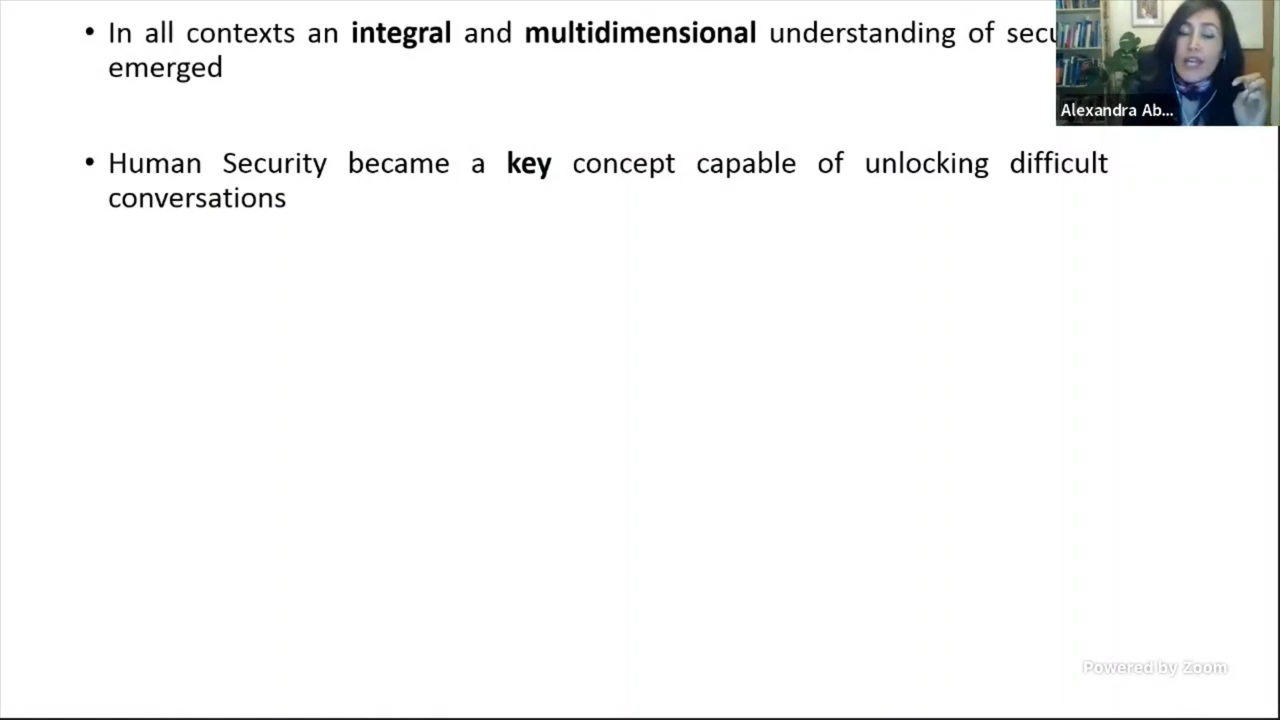 • In all contexts an integral and multidimensional understanding of
emerged
Alexandra Ab...
• Human Security became a key concept capable of unlocking difficult
conversations
Powered by Zoom